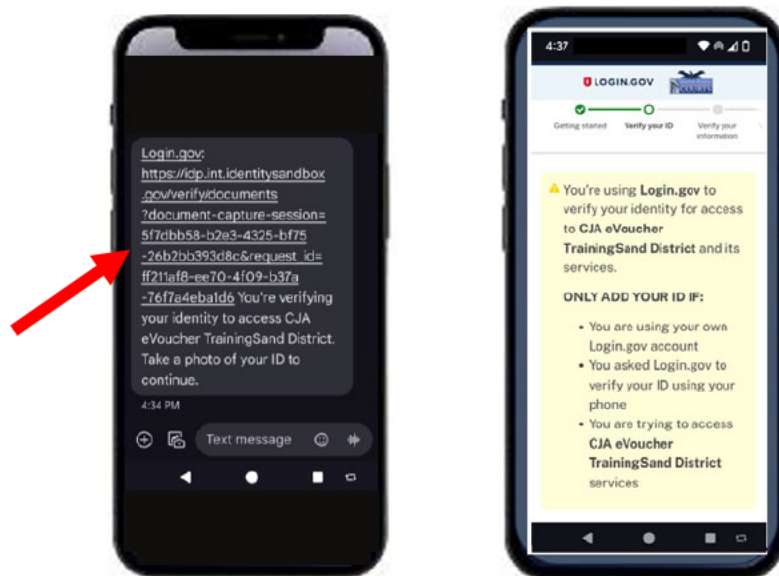 Login.gov:
https://idp.int.identitysandbox
.gov/verify/documents
?document-capture-session=
5f7dbb58-b2e3-4325-bf75
-26b2bb393d8c&request_id=
ff211af8-ee70-4f09-b37a
-76f7a4eba1d6 You're verifying
your identity to access CJA
eVoucher TrainingSand District.
Take a photo of your ID to
continue.
4:34 PM
Text message
4:37
LOGIN.GOV
COURTS
Getting started Verify your ID Verify your
information
You're using Login.gov to
verify your identity for access
to CJA eVoucher
TrainingSand District and its
services.
ONLY ADD YOUR ID IF:
• You are using your own
Login.gov account
• You asked Login.gov to
verify your ID using your
phone
• You are trying to access
CJA eVoucher
TrainingSand District
services